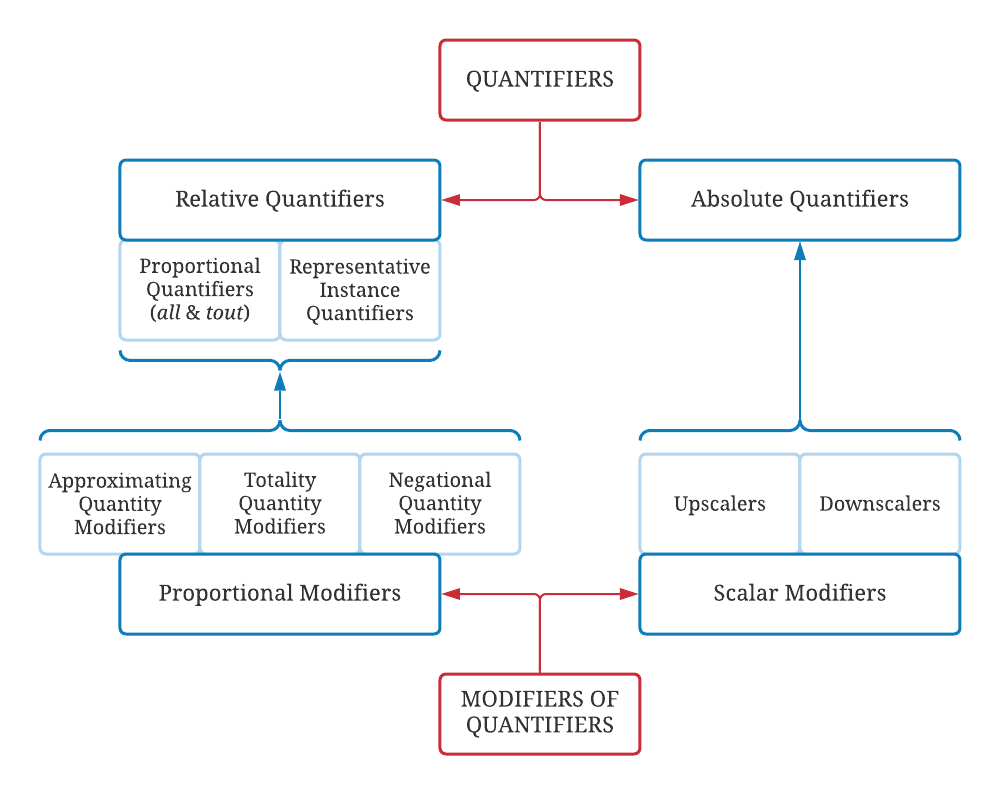 QUANTIFIERS
Relative Quantifiers
Absolute Quantifiers
Proportional
Quantifiers
(all & tout)
Representative
Instance
Quantifiers
Approximating
Quantity
Modifiers
Totality
Quantity
Modifiers
Negational
Quantity
Modifiers
Upscalers
Downscalers
Proportional Modifiers
Scalar Modifiers
MODIFIERS OF
QUANTIFIERS